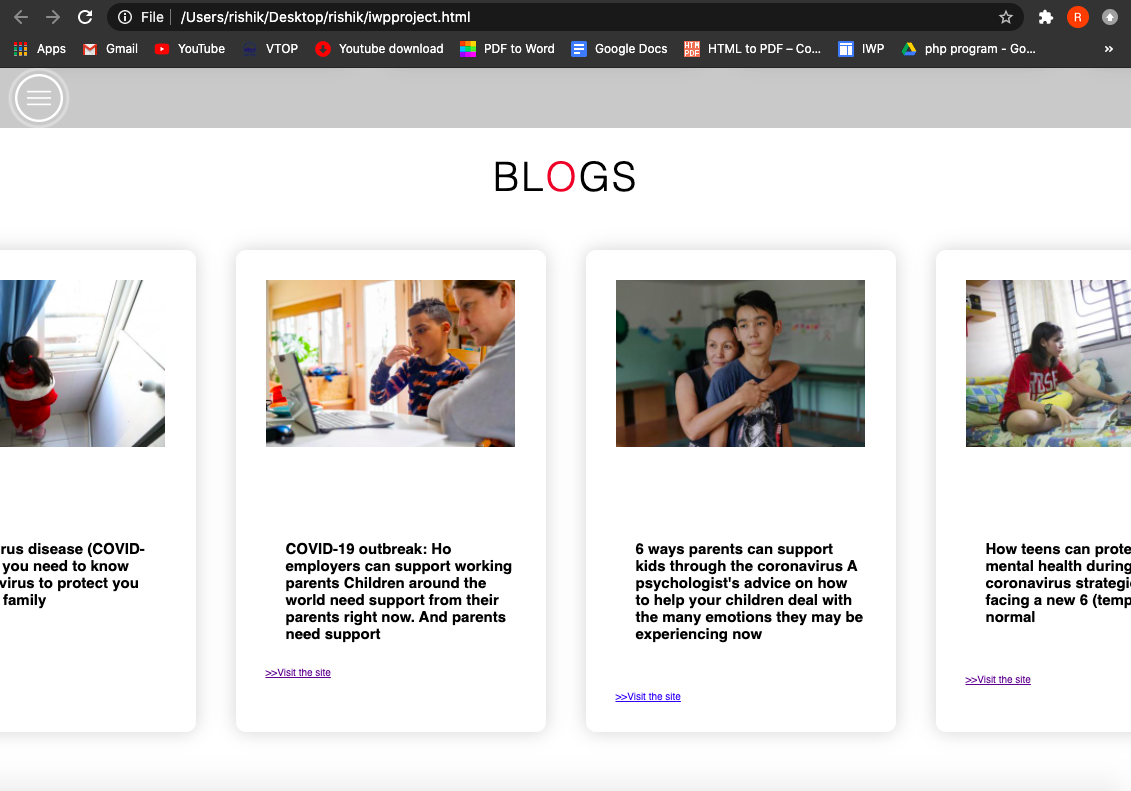 File /Users/rishik/Desktop/rishik/iwpproject.html R
Apps Gmail YouTube VTOP Youtube download PDF to Word Google Docs HTM PDF HTML to PDF – Co... IWP php program - Go... »
BLOGS
rus disease (COVID-
you need to know
virus to protect you
family
COVID-19 outbreak: Ho
employers can support working
parents Children around the
world need support from their
parents right now. And parents
need support
>>Visit the site
6 ways parents can support
kids through the coronavirus A
psychologist's advice on how
to help your children deal with
the many emotions they may be
experiencing now
>>Visit the site
How teens can prote
mental health during
coronavirus strategi
facing a new 6 (temp
normal
>>Visit the site